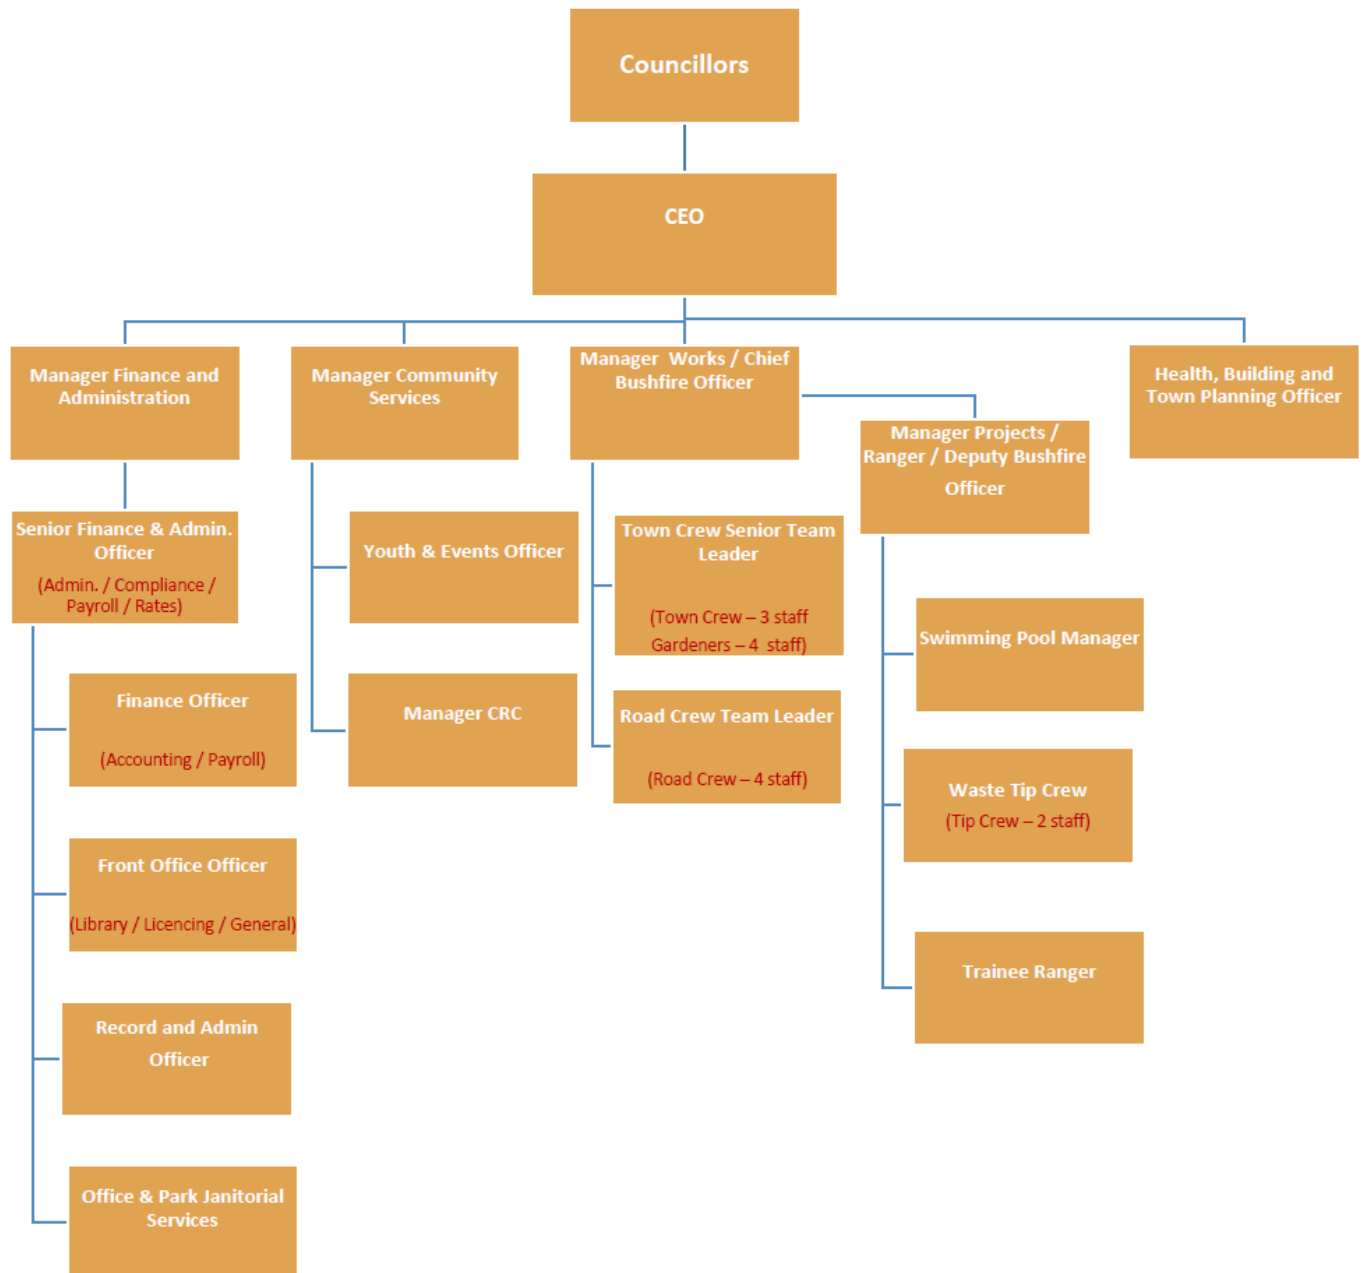 Councillors
CEO
Manager Finance and
Administration
Manager Community
Services
Manager Works / Chief
Bushfire Officer
Health, Building and
Town Planning Officer
Manager Projects /
Ranger / Deputy Bushfire
Officer
Senior Finance & Admin.
Officer
(Admin. / Compliance /
Payroll / Rates)
Finance Officer
(Accounting / Payroll)
Front Office Officer
(Library / Licencing / General)
Record and Admin
Officer
Office & Park Janitorial
Services
Youth & Events Officer
Manager CRC
Town Crew Senior Team
Leader
(Town Crew – 3 staff
Gardeners – 4 staff)
Road Crew Team Leader
(Road Crew – 4 staff)
Swimming Pool Manager
Waste Tip Crew
(Tip Crew – 2 staff)
Trainee Ranger